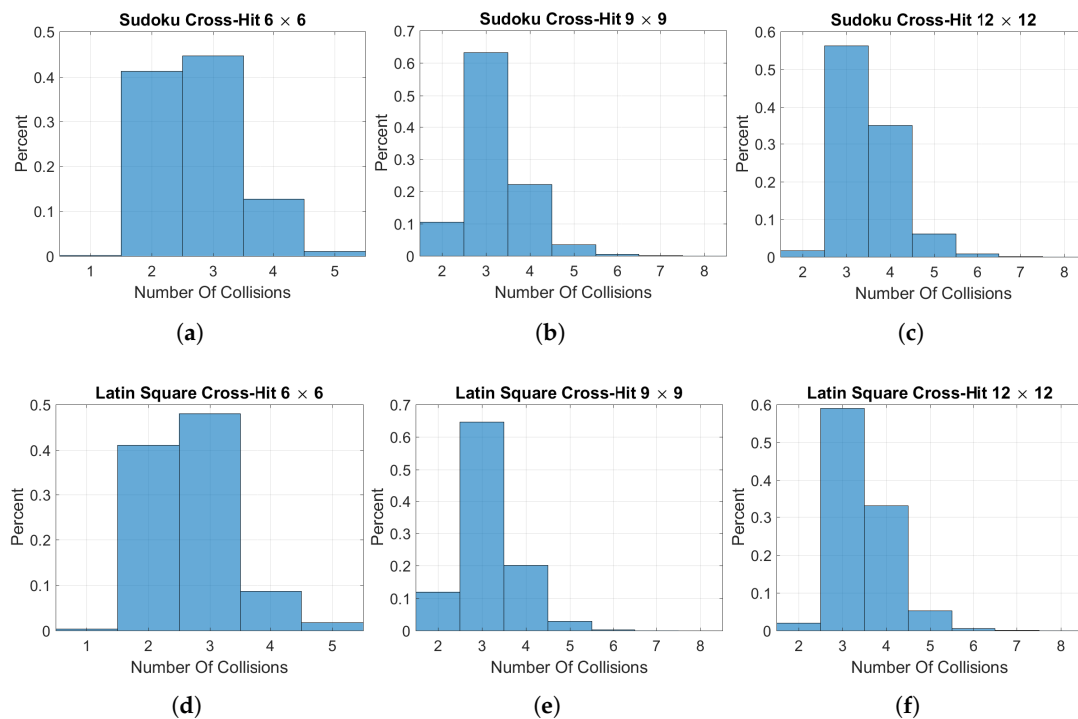 Sudoku Cross-Hit 6 × 6
Percent
0.5
0.4
0.3
0.2
0.1
0
1 2 3 4 5
Number Of Collisions
(a)
Sudoku Cross-Hit 9 × 9
Percent
0.7
0.6
0.5
0.4
0.3
0.2
0.1
0
2 3 4 5 6 7 8
Number Of Collisions
(b)
Sudoku Cross-Hit 12 × 12
Percent
0.6
0.5
0.4
0.3
0.2
0.1
0
2 3 4 5 6 7 8
Number Of Collisions
(c)
Latin Square Cross-Hit 6 × 6
Percent
0.5
0.4
0.3
0.2
0.1
0
1 2 3 4 5
Number Of Collisions
(d)
Latin Square Cross-Hit 9 × 9
Percent
0.7
0.6
0.5
0.4
0.3
0.2
0.1
0
2 3 4 5 6 7 8
Number Of Collisions
(e)
Latin Square Cross-Hit 12 × 12
Percent
0.6
0.5
0.4
0.3
0.2
0.1
0
2 3 4 5 6 7 8
Number Of Collisions
(f)